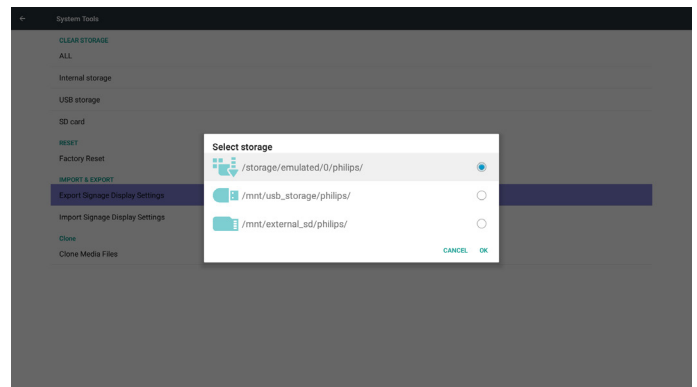 System Tools
CLEAR STORAGE
ALL
Internal storage
USB storage
SD card
RESET
Factory Reset
IMPORT & EXPORT
Export Signage Display Settings
Import Signage Display Settings
Clone
Clone Media Files
Select storage
/storage/emulated/0/philips/
/mnt/usb_storage/philips/
/mnt/external_sd/philips/
CANCEL OK